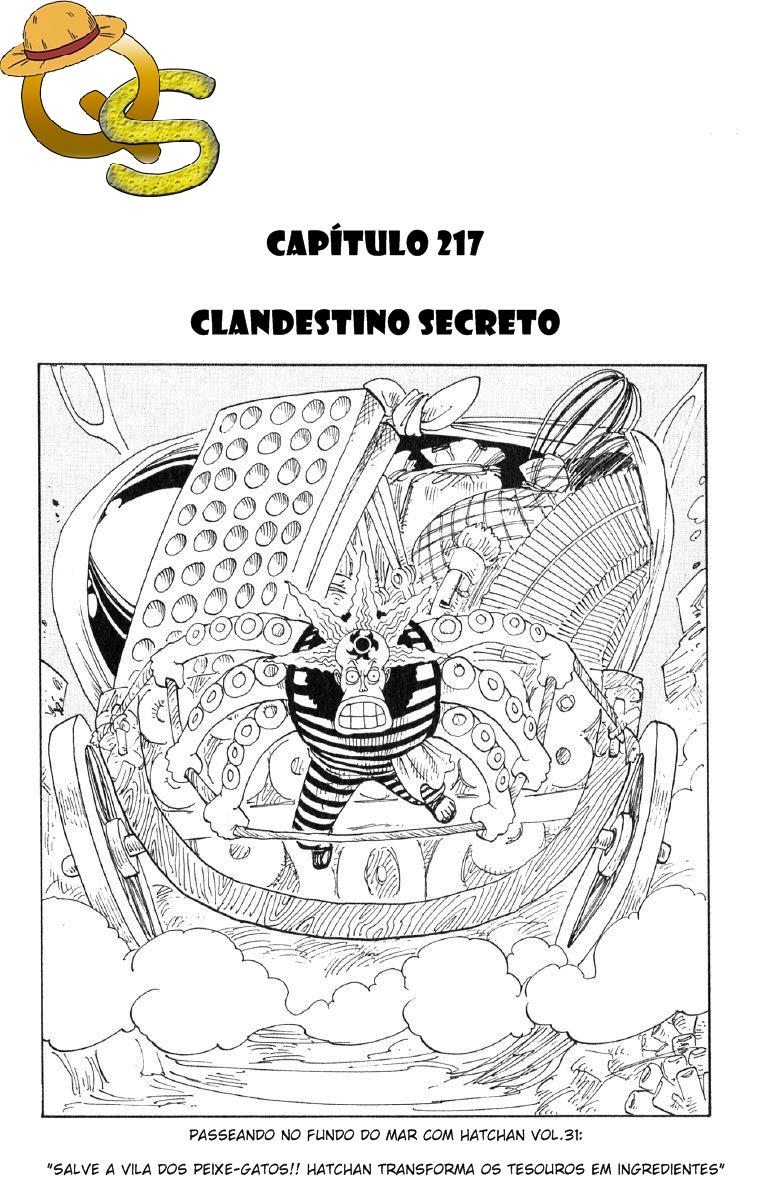 QS
CAPÍTULO 217
CLANDESTINO SECRETO
PASSEANDO NO FUNDO DO MAR COM HATCHAN VOL.31:
"SALVE A VILA DOS PEIXE-GATOS!! HATCHAN TRANSFORMA OS TESOUROS EM INGREDIENTES"